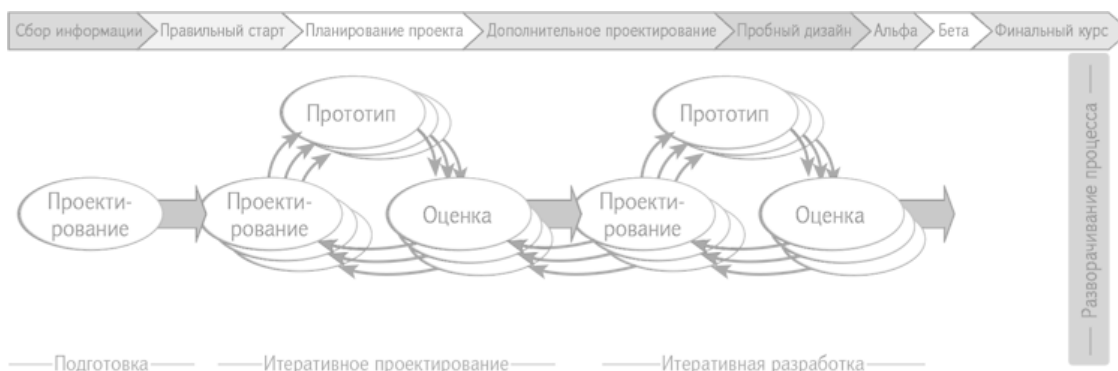 Сбор информации
Правильный старт
Планирование проекта
Дополнительное проектирование
Пробный дизайн
Альфа
Бета
Финальный курс
Прототип
Прототип
Проекти-
рование
Проекти-
рование
Оценка
Проекти-
рование
Оценка
Разворачивание процесса
Подготовка
Итеративное проектирование
Итеративная разработка